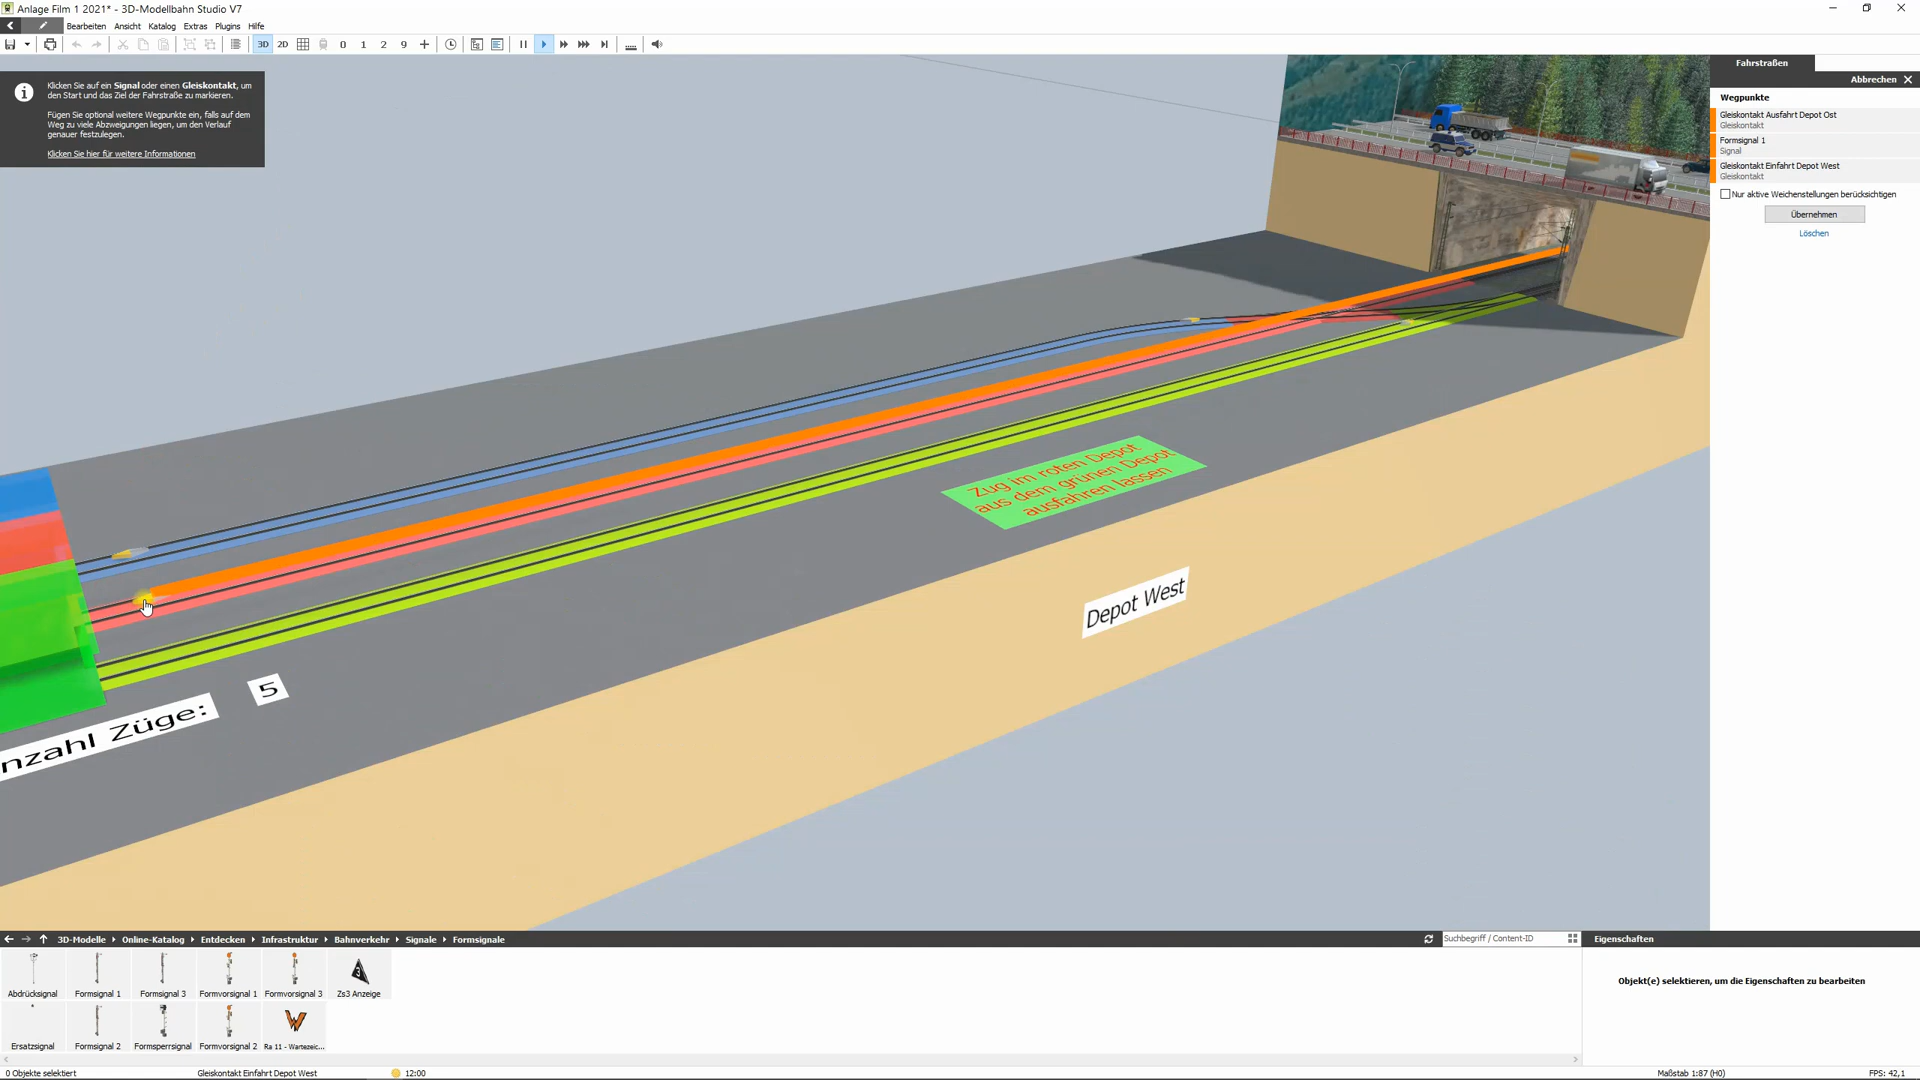 Anlage Film 1 2021* - 3D-Modellbahn Studio V7
Bearbeiten Ansicht Katalog Extras Plugins Hilfe
3D 2D 0 1 2 9
Klicken Sie auf ein Signal oder einen Gleiskontakt, um
den Start und das Ziel der Fahrstraße zu markieren.
Fügen Sie optional weitere Wegpunkte ein, falls auf dem
Weg zu viele Abzweigungen liegen, um den Verlauf
genauer festzulegen.
Klicken Sie hier für weitere Informationen
Fahrstraßen
Abbrechen
Wegpunkte
Gleiskontakt Ausfahrt Depot Ost
Gleiskontakt
Formsignal 1
Signal
Gleiskontakt Einfahrt Depot West
Gleiskontakt
Nur aktive Weichenstellungen berücksichtigen
Übernehmen
Löschen
Zug im roten Depot
aus dem grünen Depot
ausfahren lassen
Depot West
nzahl Züge: 5
3D-Modelle Online-Katalog Entdecken Infrastruktur Bahnverkehr Signale Formsignale
Suchbegriff / Content-ID
Eigenschaften
Abdrücksignal Formsignal 1 Formsignal 3 Formvorsignal 1 Formvorsignal 3 Zs3 Anzeige
Ersatzsignal Formsignal 2 Formsperrsignal Formvorsignal 2 Ra 11 - Wartezeic...
Objekt(e) selektieren, um die Eigenschaften zu bearbeiten
0 Objekte selektiert Gleiskontakt Einfahrt Depot West 12:00 Maßstab 1:87 (H0) FPS: 42,1